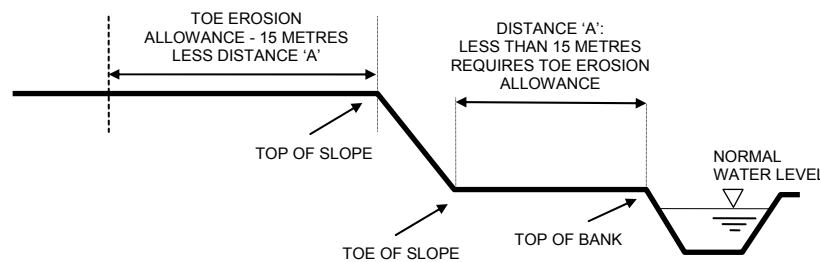 TOE EROSION
ALLOWANCE - 15 METRES
LESS DISTANCE ‘A’
DISTANCE ‘A’:
LESS THAN 15 METRES
REQUIRES TOE EROSION
ALLOWANCE
TOP OF SLOPE
NORMAL
WATER LEVEL
TOE OF SLOPE
TOP OF BANK